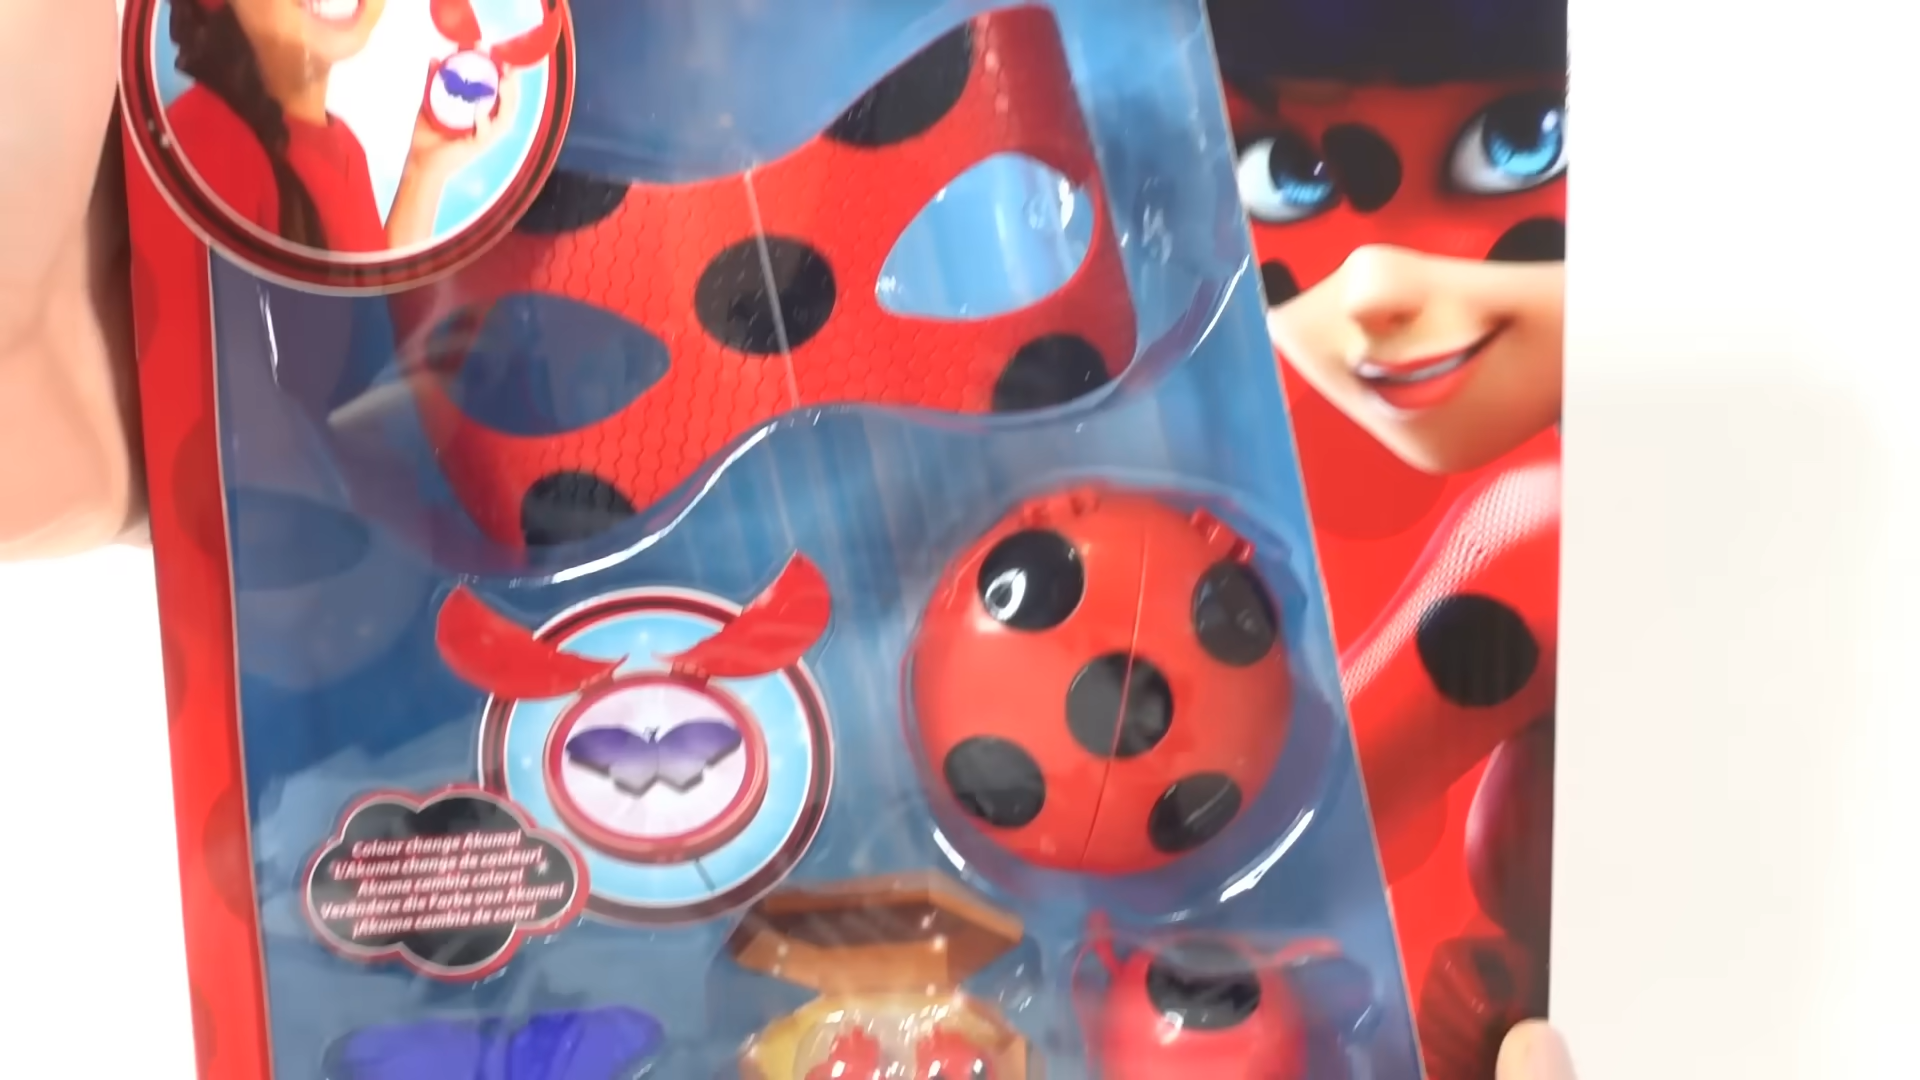 Colour change Akuma!
L'Akuma change de couleur!
Akuma cambia colore!
Verändere die Farbe von Akuma!
¡Akuma cambia de color!